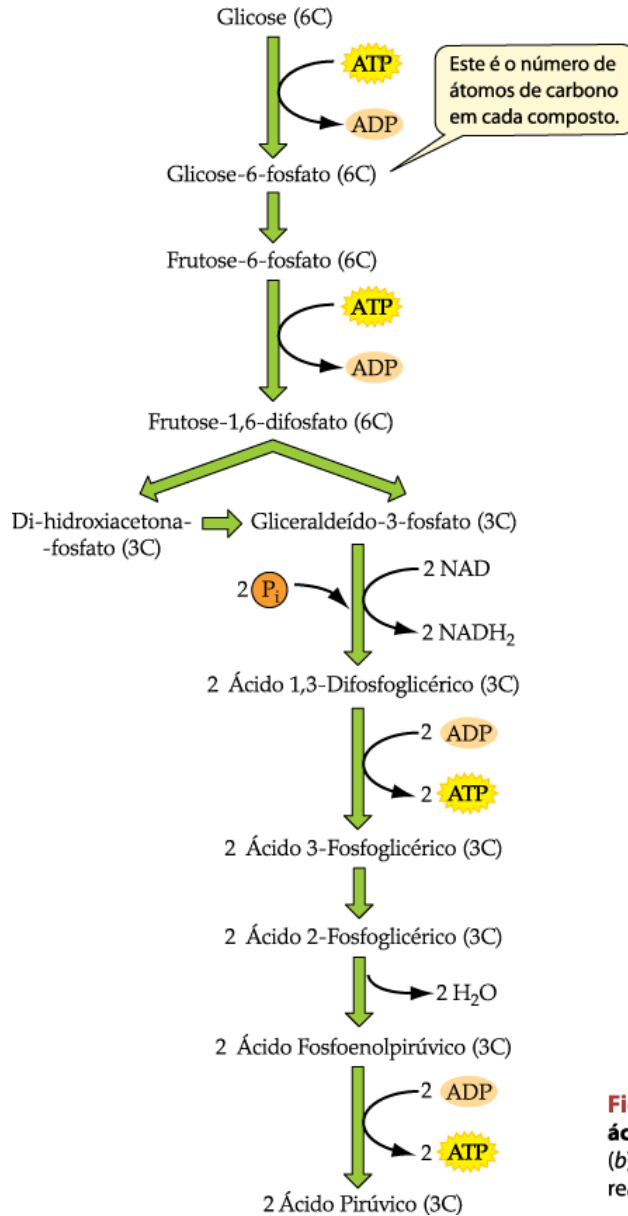 Glicose (6C)
ATP
ADP
Este é o número de
átomos de carbono
em cada composto.
Glicose-6-fosfato (6C)
Frutose-6-fosfato (6C)
ATP
ADP
Frutose-1,6-difosfato (6C)
Di-hidroxiacetona-
-fosfato (3C)
Gliceraldeído-3-fosfato (3C)
2 Pi
2 NAD
2 NADH₂
2 Ácido 1,3-Difosfoglicérico (3C)
2 ADP
2 ATP
2 Ácido 3-Fosfoglicérico (3C)
2 Ácido 2-Fosfoglicérico (3C)
2 H₂O
2 Ácido Fosfoenolpirúvico (3C)
2 ADP
2 ATP
2 Ácido Pirúvico (3C)